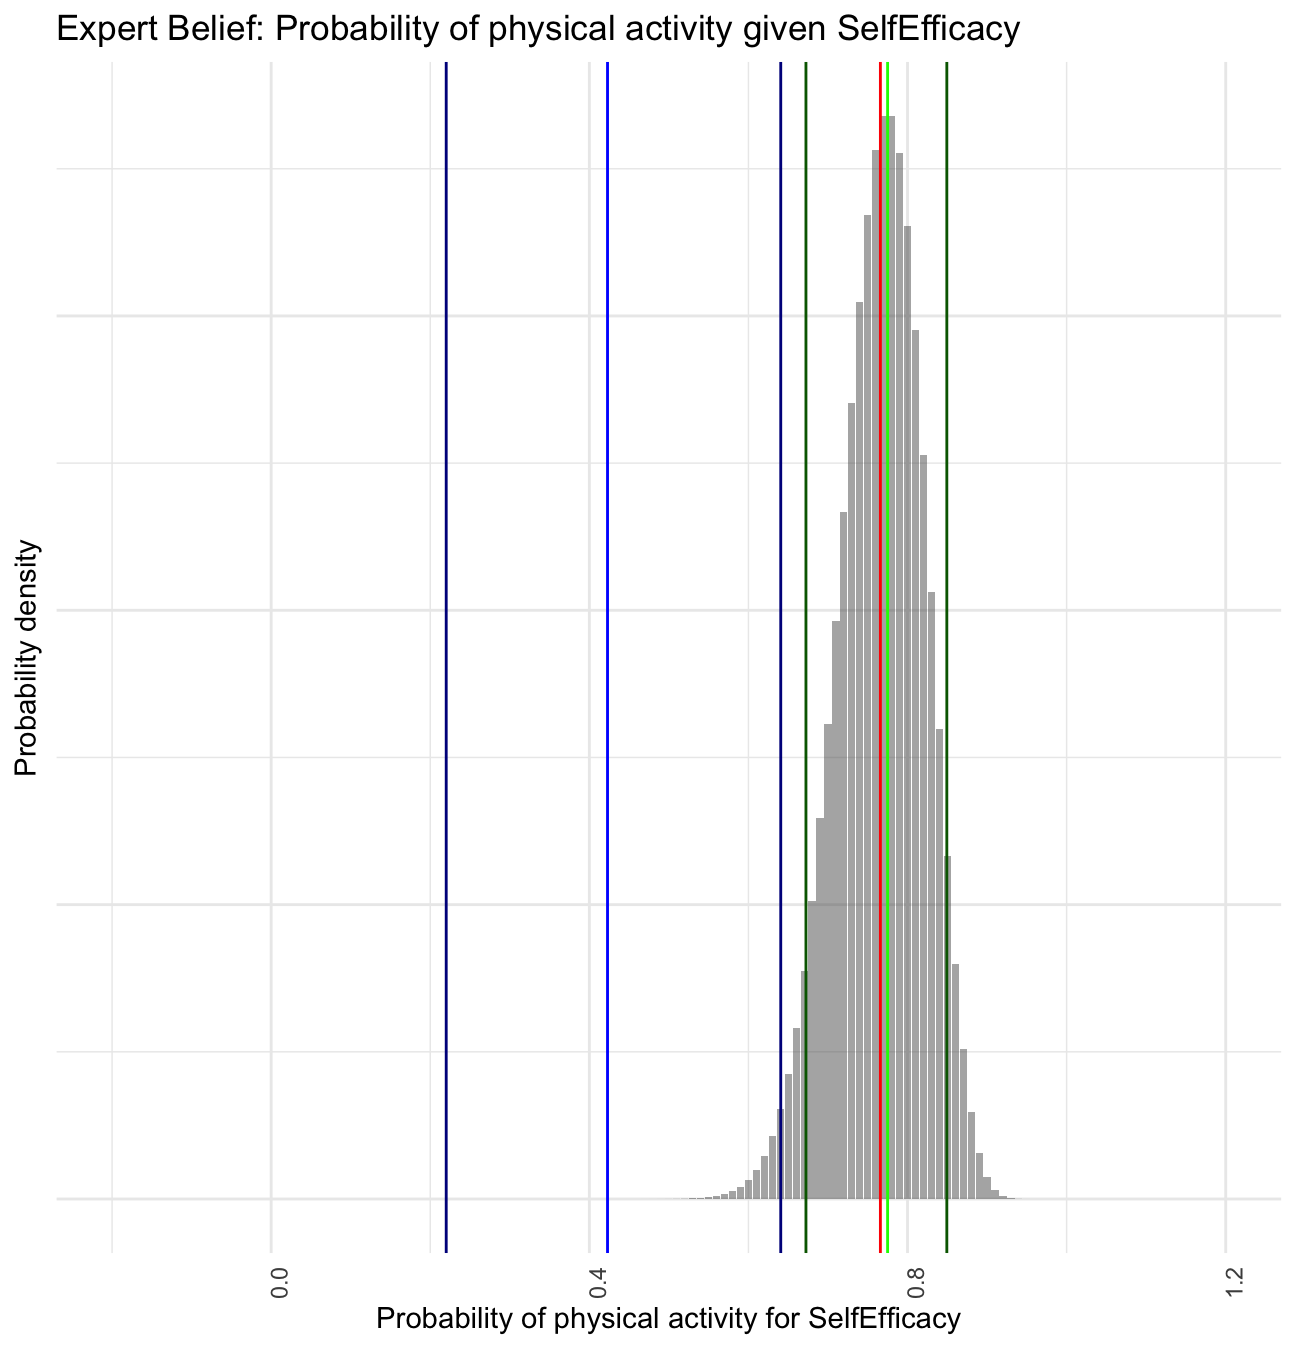 Expert Belief: Probability of physical activity given SelfEfficacy
Probability density
0.0
0.4
0.8
1.2
Probability of physical activity for SelfEfficacy